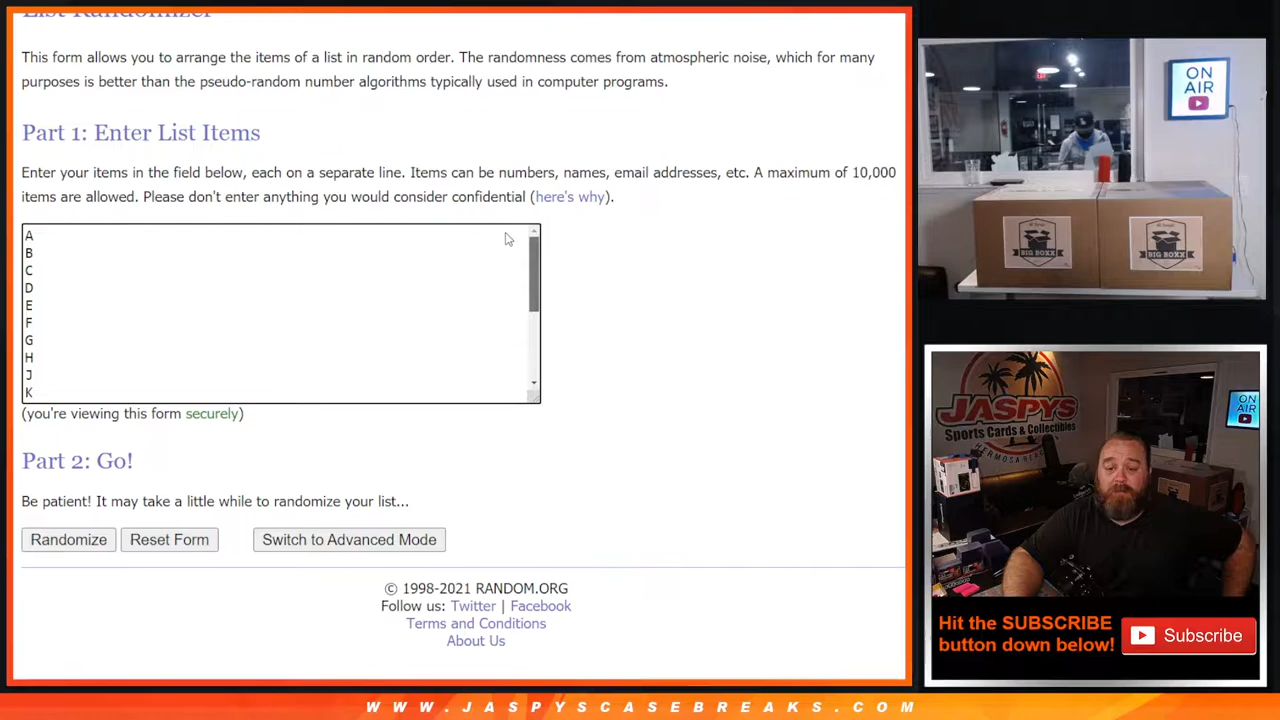 List Randomizer
This form allows you to arrange the items of a list in random order. The randomness comes from atmospheric noise, which for many
purposes is better than the pseudo-random number algorithms typically used in computer programs.
Part 1: Enter List Items
Enter your items in the field below, each on a separate line. Items can be numbers, names, email addresses, etc. A maximum of 10,000
items are allowed. Please don't enter anything you would consider confidential (here's why).
A
B
C
D
E
F
G
H
J
K
(you're viewing this form securely)
Part 2: Go!
Be patient! It may take a little while to randomize your list...
Randomize Reset Form Switch to Advanced Mode
© 1998-2021 RANDOM.ORG
Follow us: Twitter | Facebook
Terms and Conditions
About Us
ON
AIR
BIG BOXX
BIG BOXX
JASPYS
Sports Cards & Collectibles
HERMOSA BEACH
ON
AIR
Hit the SUBSCRIBE
button down below!
Subscribe
WWW.JASPYSCASEBREAKS.COM